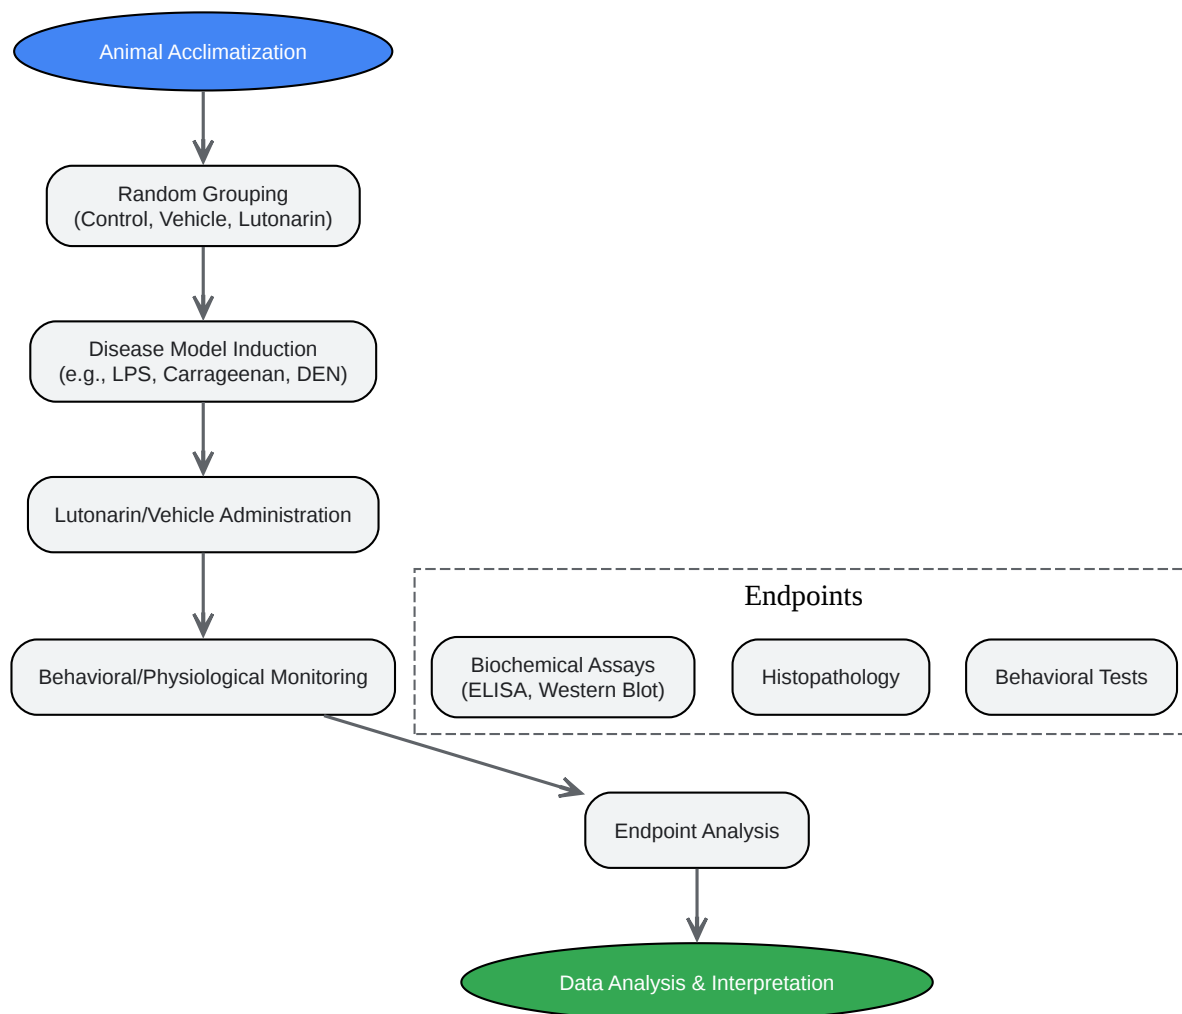 Animal Acclimatization
Random Grouping
(Control, Vehicle, Lutonarin)
Disease Model Induction
(e.g., LPS, Carrageenan, DEN)
Lutonarin/Vehicle Administration
Behavioral/Physiological Monitoring
Endpoints
Biochemical Assays
(ELISA, Western Blot)
Histopathology
Behavioral Tests
Endpoint Analysis
Data Analysis & Interpretation